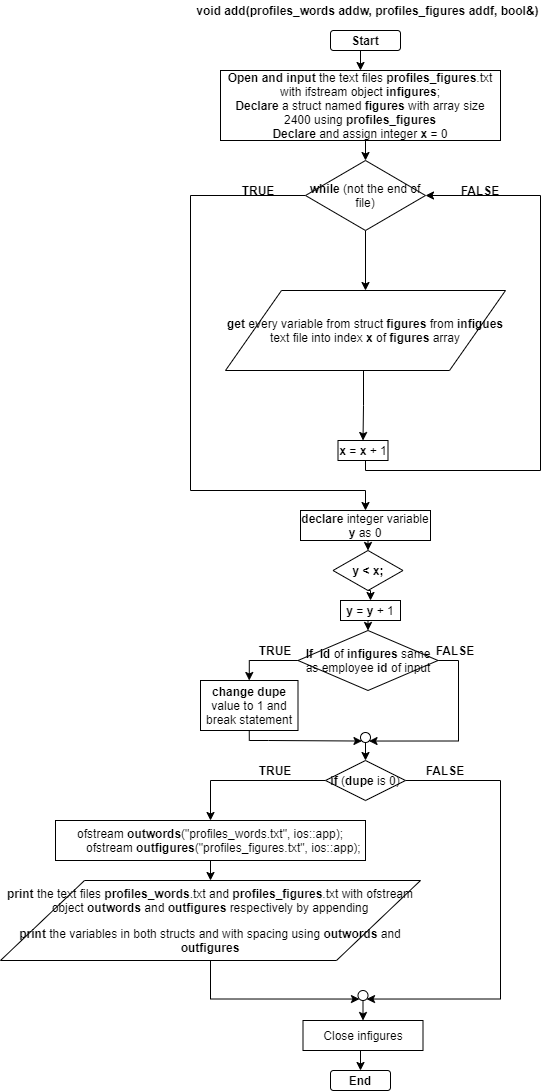 void add(profiles_words addw, profiles_figures addf, bool&)
Start
Open and input the text files profiles_figures.txt
with ifstream object infigures;
Declare a struct named figures with array size
2400 using profiles_figures
Declare and assign integer x = 0
TRUE
while (not the end of
file)
FALSE
get every variable from struct figures from infigues
text file into index x of figures array
x = x + 1
declare integer variable
y as 0
y < x;
y = y + 1
TRUE
If id of infigures same
as employee id of input
FALSE
change dupe
value to 1 and
break statement
TRUE
If (dupe is 0)
FALSE
ofstream outwords("profiles_words.txt", ios::app);
ofstream outfigures("profiles_figures.txt", ios::app);
print the text files profiles_words.txt and profiles_figures.txt with ofstream
object outwords and outfigures respectively by appending
print the variables in both structs and with spacing using outwords and
outfigures
Close infigures
End